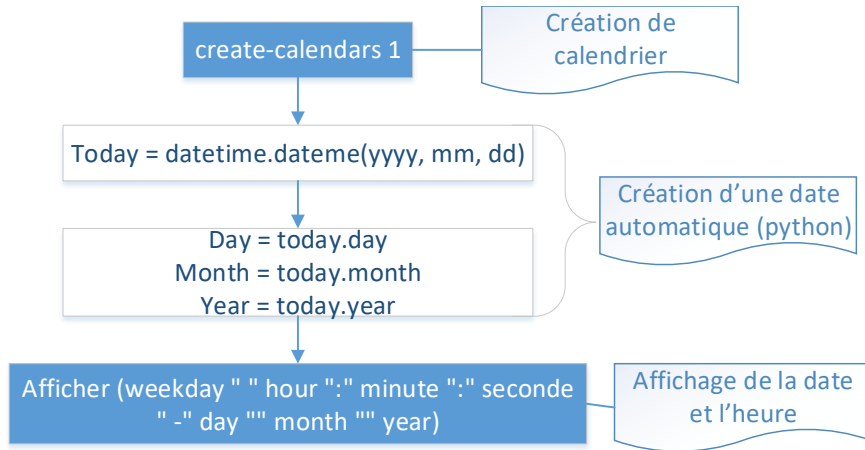 create-calendars 1
Création de
calendrier
Today = datetime.dateme(yyyy, mm, dd)
Création d’une date
automatique (python)
Day = today.day
Month = today.month
Year = today.year
Afficher (weekday " " hour ":" minute ":" seconde
" -" day "" month "" year)
Affichage de la date
et l’heure